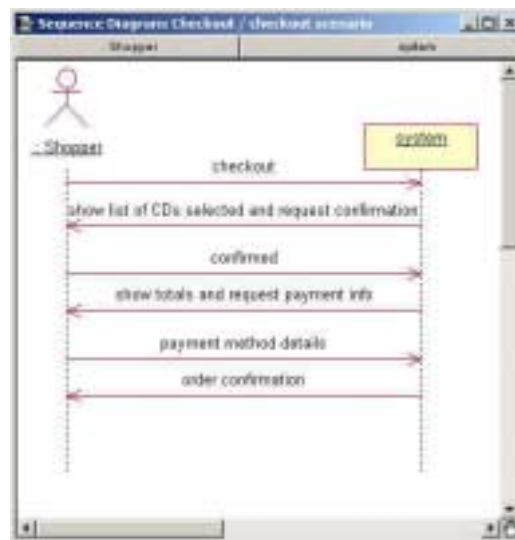 Sequence Diagram: Checkout / checkout scenario
: Shopper
system
: Shopper
system
checkout
show list of CDs selected and request confirmation
confirmed
show totals and request payment info
payment method details
order confirmation